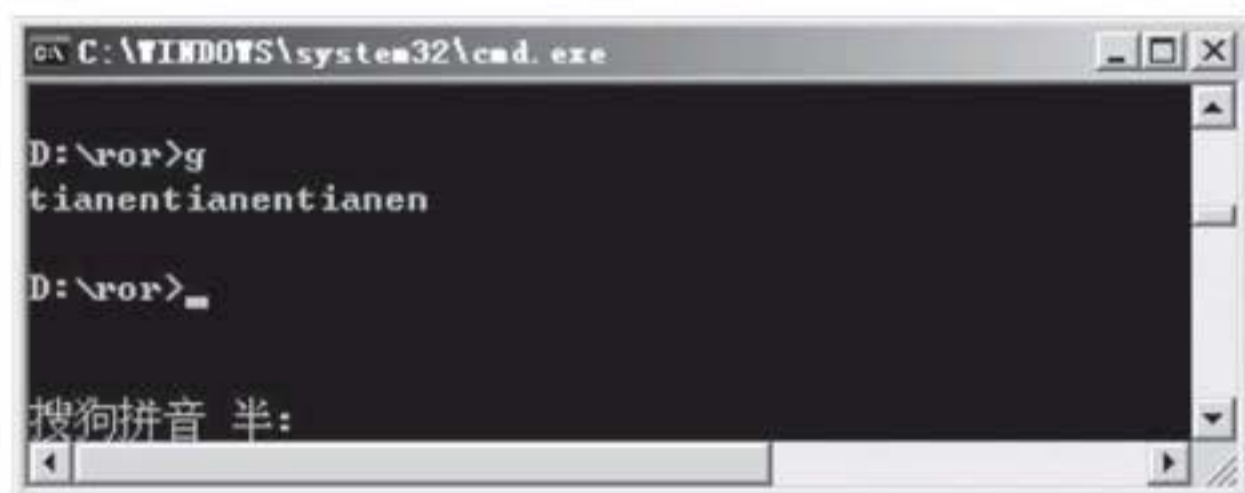 C:\WINDOWS\system32\cmd.exe
D:\ror>g
tianentianentianen
D:\ror>_
搜狗拼音 半: